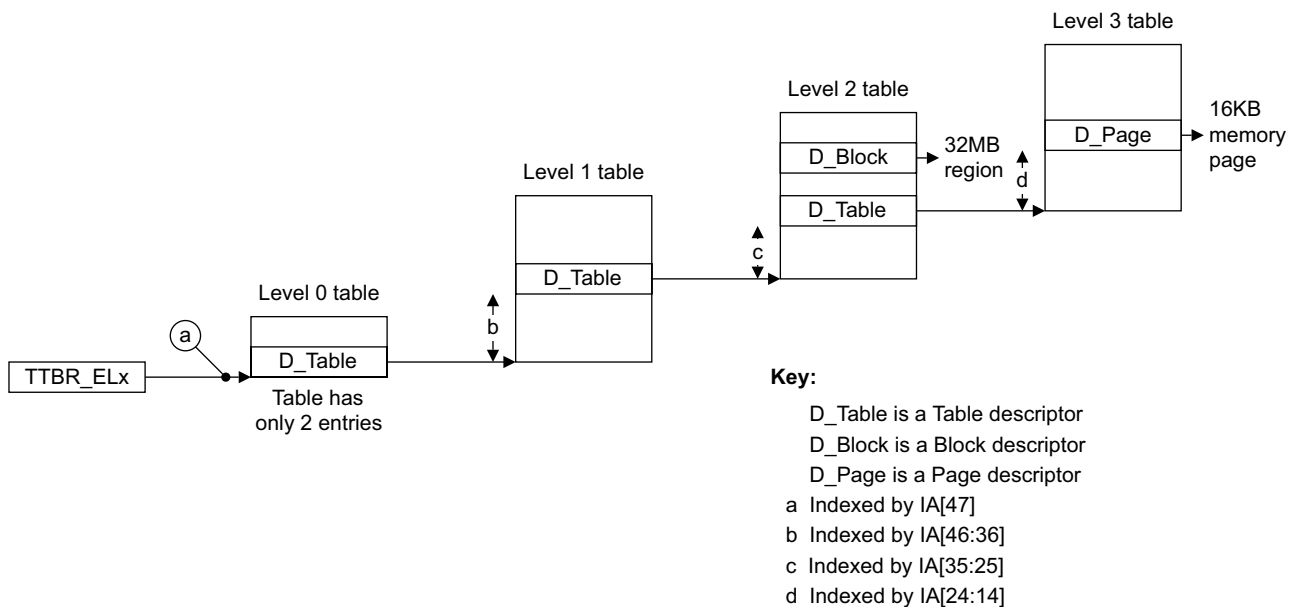 Level 3 table
D_Page
16KB
memory
page
d
Level 2 table
D_Block
32MB
region
D_Table
c
Level 1 table
D_Table
b
Level 0 table
a
D_Table
TTBR_ELx
Table has
only 2 entries
Key:
D_Table is a Table descriptor
D_Block is a Block descriptor
D_Page is a Page descriptor
a Indexed by IA[47]
b Indexed by IA[46:36]
c Indexed by IA[35:25]
d Indexed by IA[24:14]